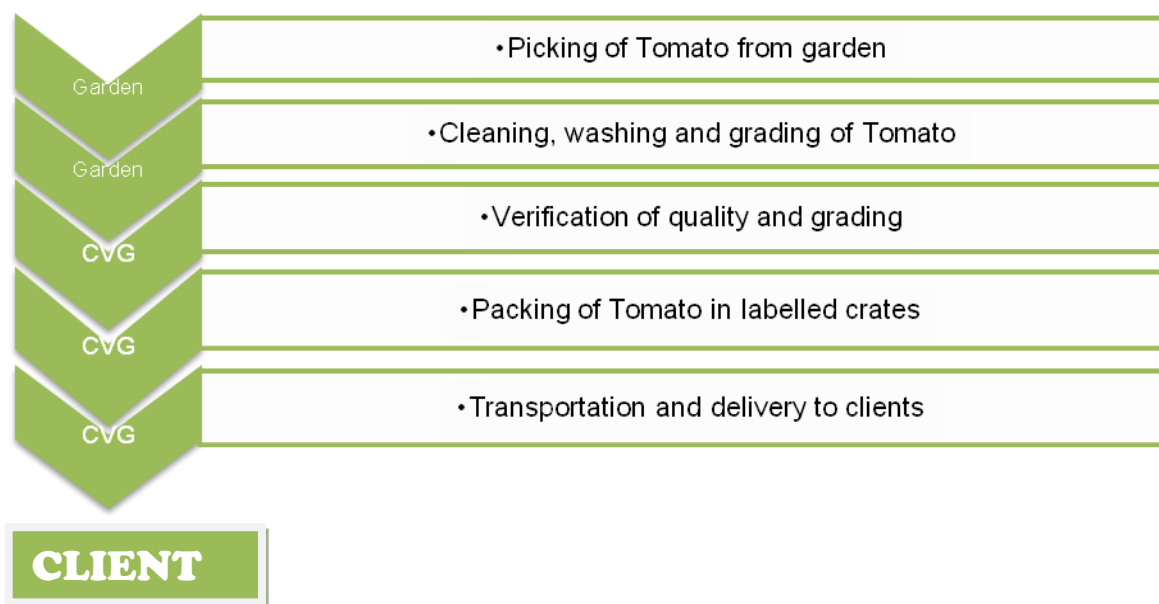 Garden
•Picking of Tomato from garden
Garden
•Cleaning, washing and grading of Tomato
CVG
•Verification of quality and grading
CVG
•Packing of Tomato in labelled crates
CVG
•Transportation and delivery to clients
CLIENT